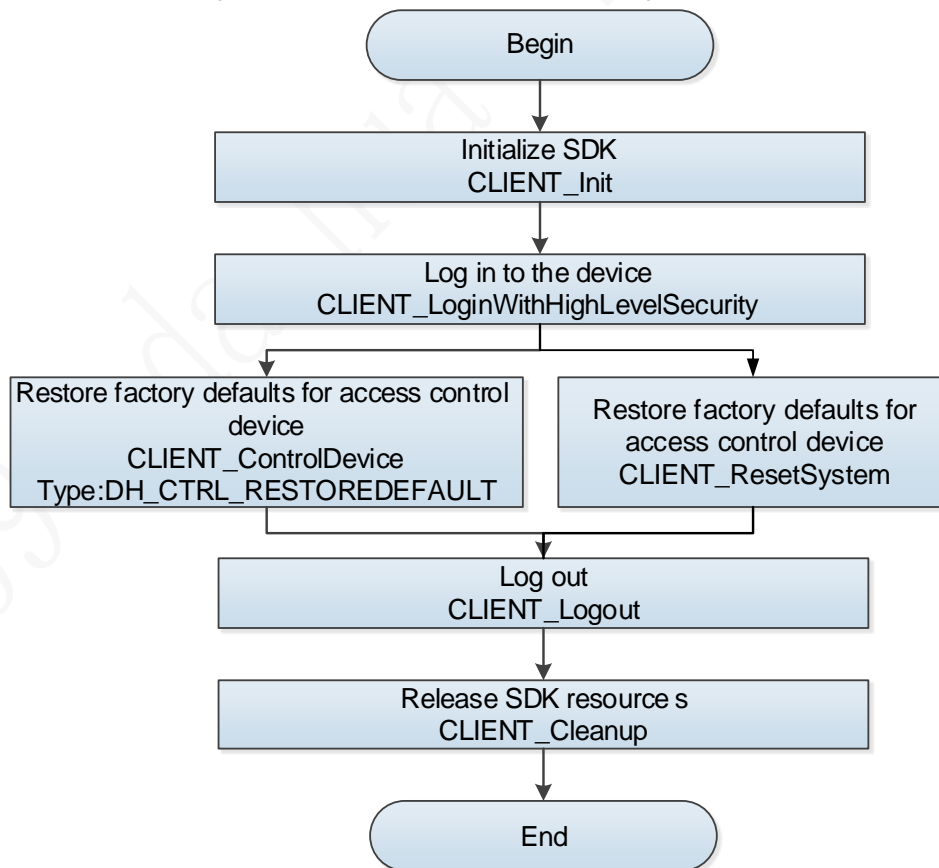 Begin
Initialize SDK
CLIENT_Init
Log in to the device
CLIENT_LoginWithHighLevelSecurity
Restore factory defaults for access control
device
CLIENT_ControlDevice
Type:DH_CTRL_RESTOREDEFAULT
Restore factory defaults for
access control device
CLIENT_ResetSystem
Log out
CLIENT_Logout
Release SDK resource s
CLIENT_Cleanup
End